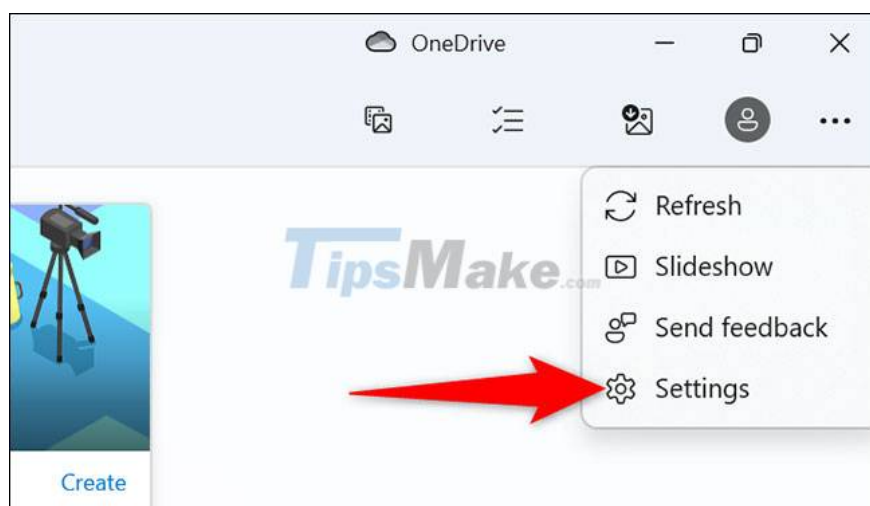 OneDrive
Refresh
Slideshow
TipsMake.com
Send feedback
Settings
Create